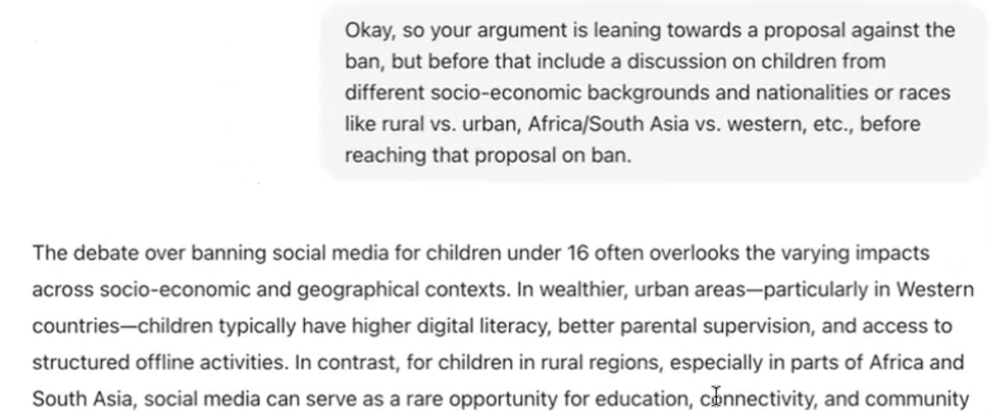 Okay, so your argument is leaning towards a proposal against the
ban, but before that include a discussion on children from
different socio-economic backgrounds and nationalities or races
like rural vs. urban, Africa/South Asia vs. western, etc., before
reaching that proposal on ban.
The debate over banning social media for children under 16 often overlooks the varying impacts
across socio-economic and geographical contexts. In wealthier, urban areas—particularly in Western
countries—children typically have higher digital literacy, better parental supervision, and access to
structured offline activities. In contrast, for children in rural regions, especially in parts of Africa and
South Asia, social media can serve as a rare opportunity for education, connectivity, and community